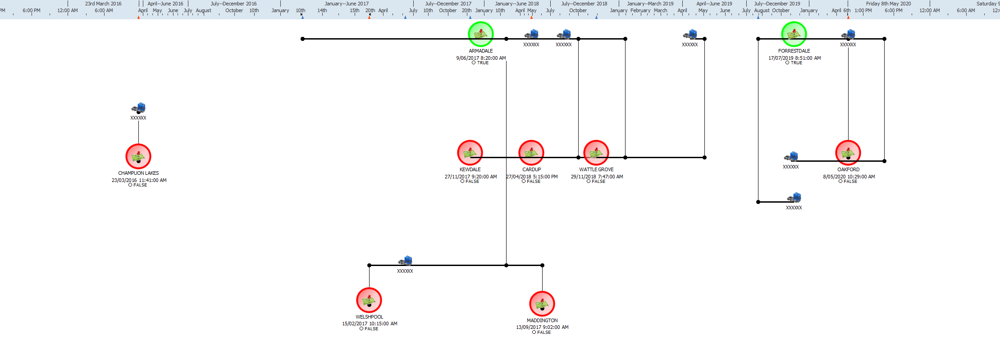 23rd March 2016 April--June 2016 July--December 2016 January--June 2017 July--December 2017 January--June 2018 July--December 2018 January--March 2019 April--June 2019 July--December 2019 Friday 8th May 2020 Saturday 9
PM 6:00 PM 12:00 AM 6:00 AM April May June July August October 10th January 10th 14th 15th 20th April July 10th October 20th January 10th April May July October January February March April May June July August October January April 6th 1:00 PM 6:00 PM 12:00 AM 6:00 AM 12:0
XXXXXX XXXXXX XXXXXX XXXXXX
ARMADALE FORRESTDALE
9/06/2017 8:20:00 AM 17/07/2019 8:51:00 AM
TRUE TRUE
XXXXXX
XXXXXX
KEWDALE CARDUP WATTLE GROVE OAKFORD
CHAMPUON LAKES
27/11/2017 9:20:00 AM 27/04/2018 5:15:00 PM 29/11/2018 7:47:00 AM 8/05/2020 10:29:00 AM
23/03/2016 11:41:00 AM
FALSE FALSE FALSE FALSE
FALSE
XXXXXX
XXXXXX
WELSHPOOL
MADDINGTON
15/02/2017 10:15:00 AM
13/09/2017 9:02:00 AM
FALSE
FALSE